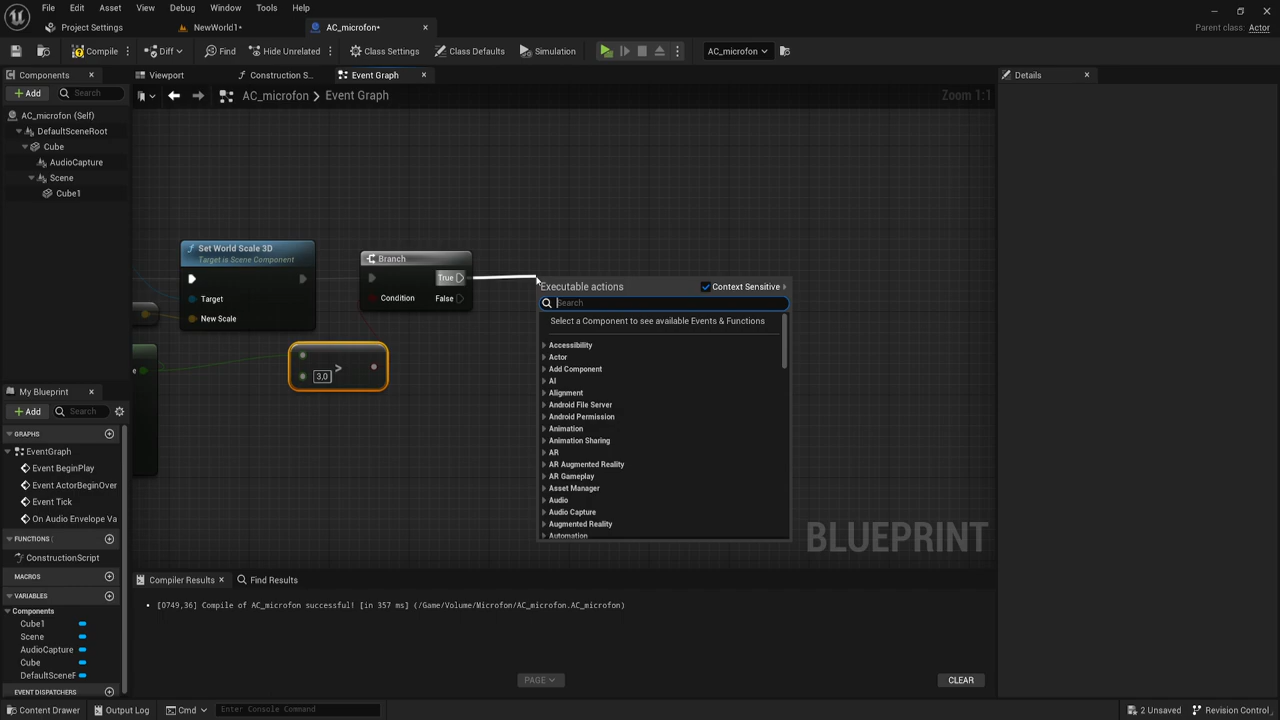 File Edit Asset View Debug Window Tools Help
Project Settings NewWorld1* AC_microfon* Parent class: Actor
Compile Diff Find Hide Unrelated Class Settings Class Defaults Simulation AC_microfon
Components Viewport Construction S... Event Graph Details
Add Search AC_microfon Event Graph Zoom 1:1
AC_microfon (Self)
DefaultSceneRoot
Cube
AudioCapture
Scene
Cube1
Set World Scale 3D
Target is Scene Component
Target
New Scale
Branch
True
Condition False
3,0 >
e
Executable actions Context Sensitive
Search
Select a Component to see available Events & Functions
Accessibility
Actor
Add Component
AI
Alignment
Android File Server
Android Permission
Animation
Animation Sharing
AR
AR Augmented Reality
AR Gameplay
Asset Manager
Audio
Audio Capture
Augmented Reality
Automation
BLUEPRINT
My Blueprint
Add Search
GRAPHS
EventGraph
Event BeginPlay
Event ActorBeginOver
Event Tick
On Audio Envelope Va
FUNCTIONS (
ConstructionScript
MACROS
VARIABLES
Components
Cube1
Scene
AudioCapture
Cube
DefaultSceneF
EVENT DISPATCHERS
Compiler Results Find Results
[0749,36] Compile of AC_microfon successful! [in 357 ms] (/Game/Volume/Microfon/AC_microfon.AC_microfon)
PAGE CLEAR
Content Drawer Output Log Cmd Enter Console Command 2 Unsaved Revision Control